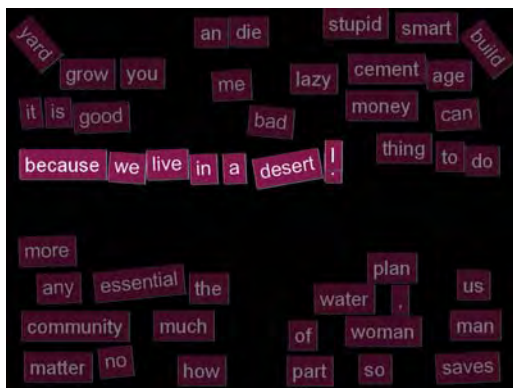 yard an die stupid smart build
grow you me lazy cement age
it is good bad money can
because we live in a desert ! thing to do
more
any essential the plan us
water ,
community much of woman man
matter no how part so saves